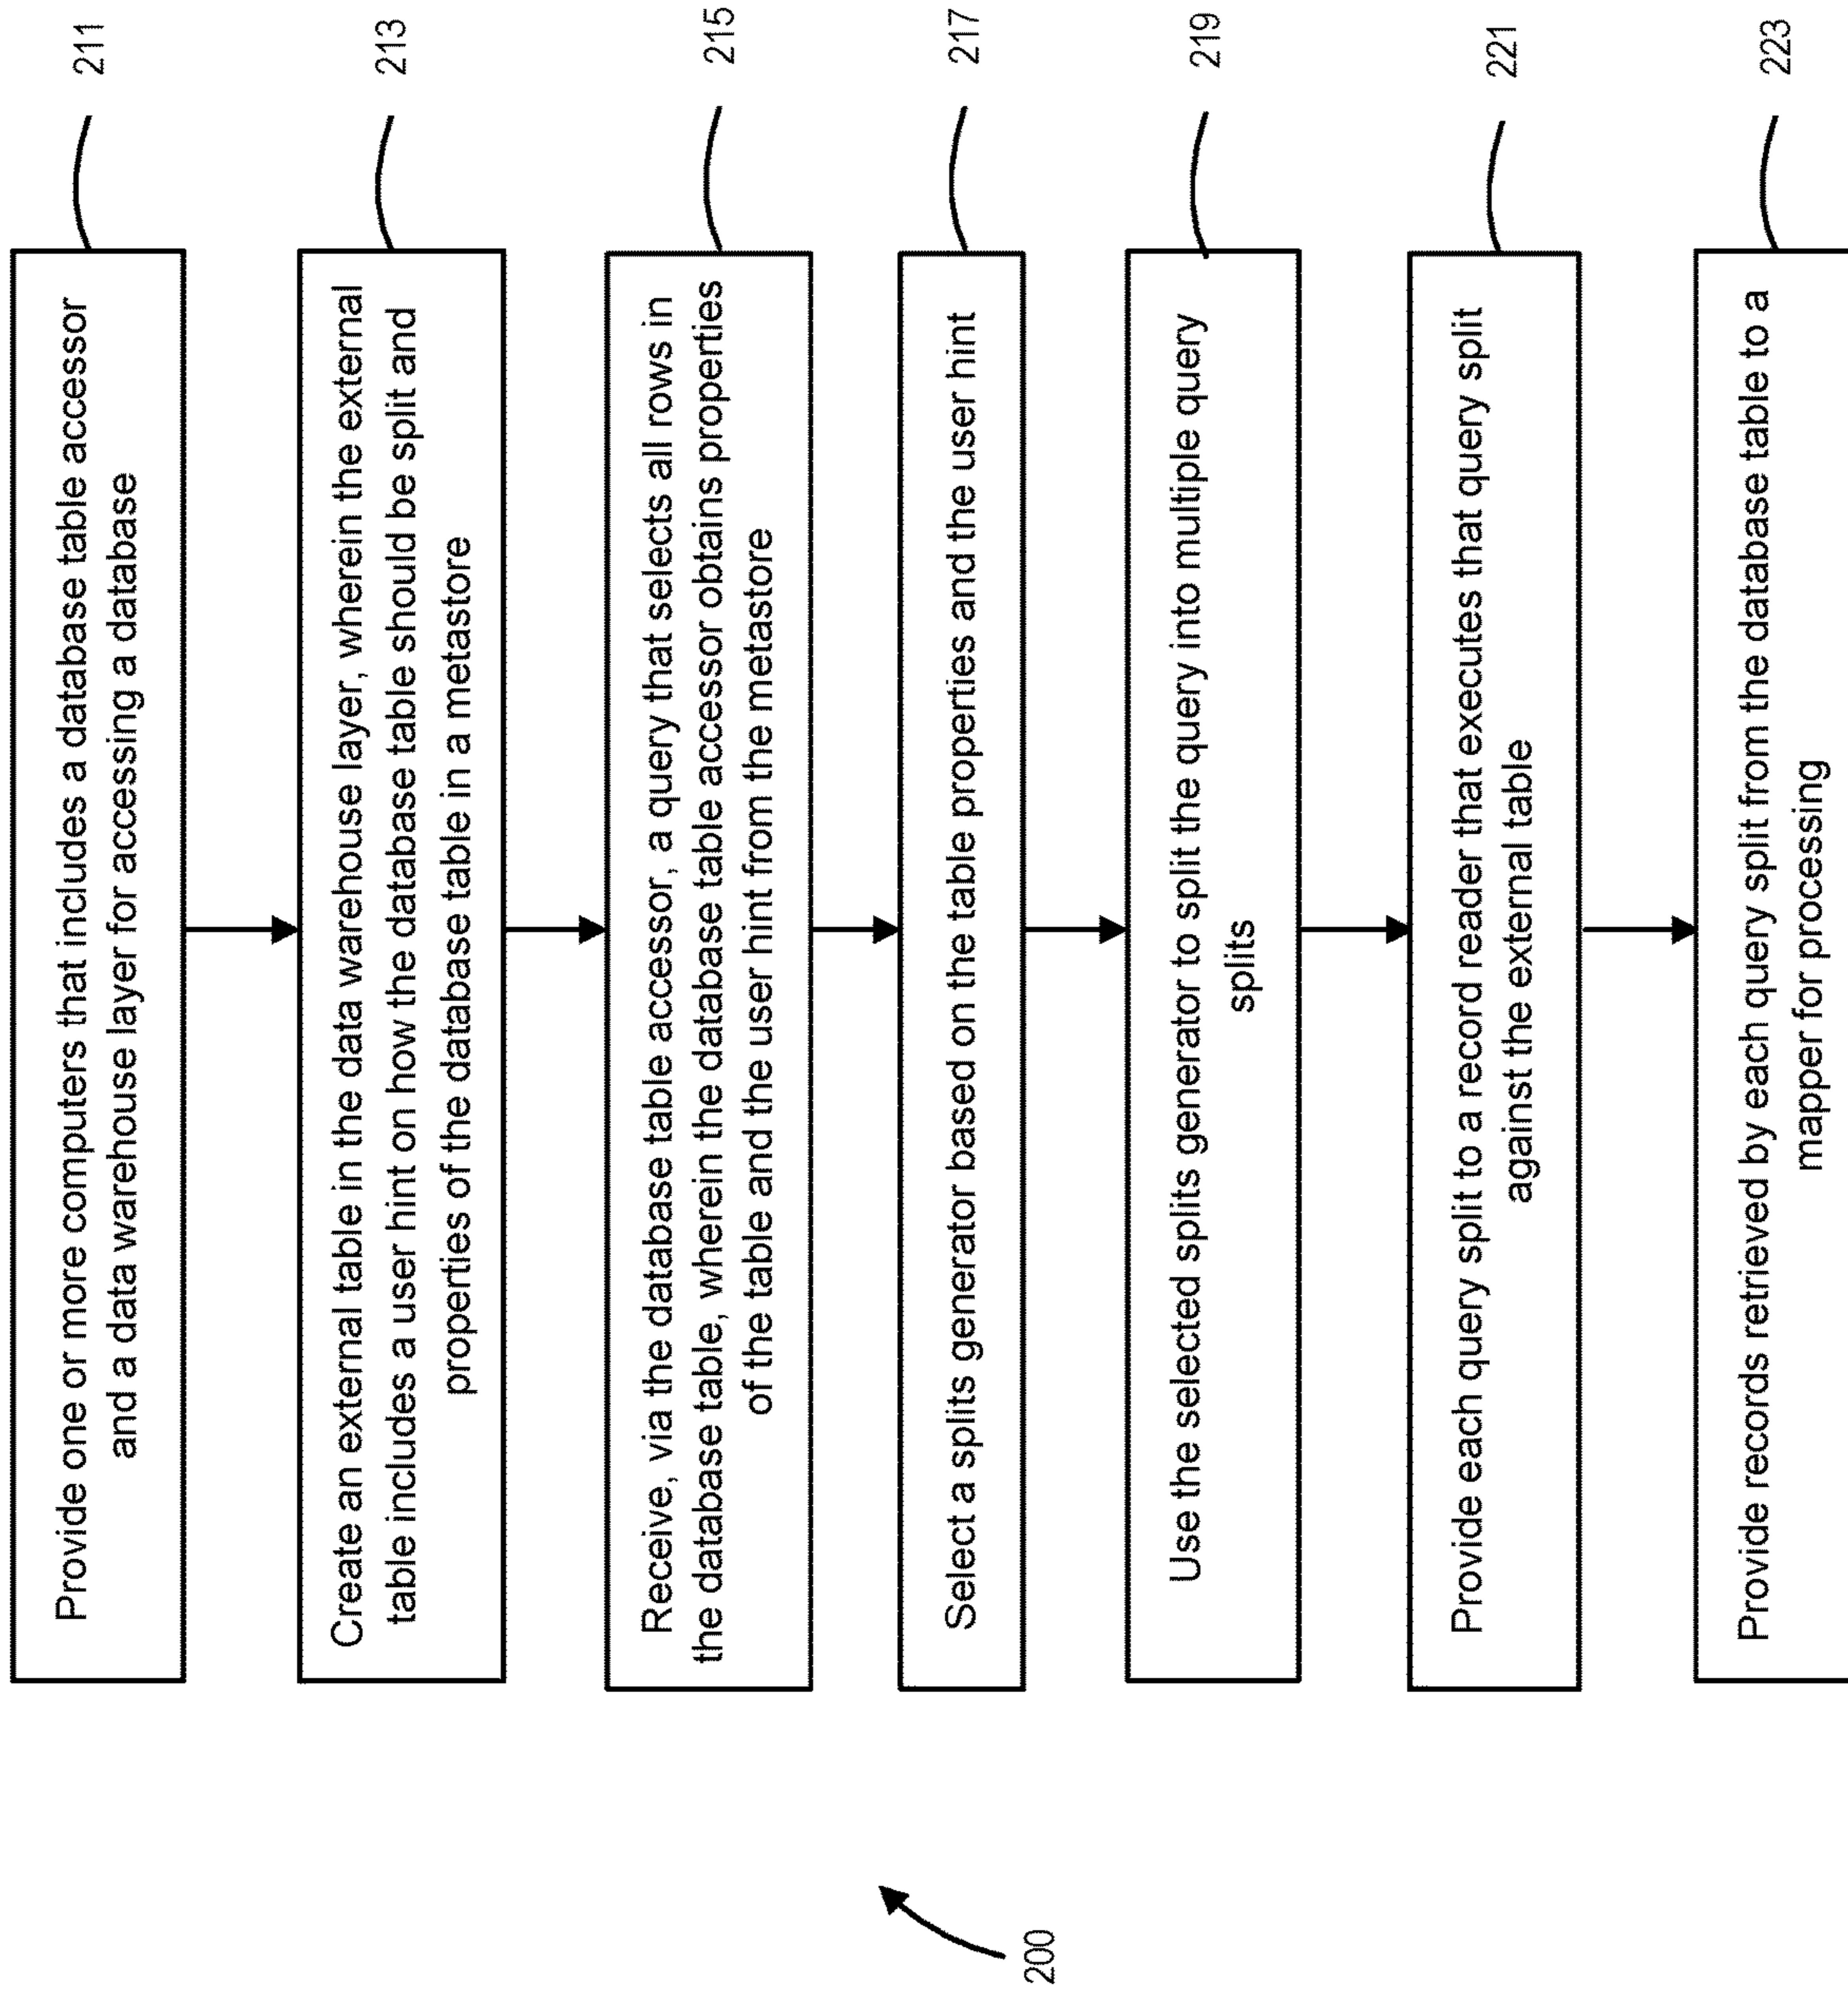 Provide one or more computers that includes a database table accessor
and a data warehouse layer for accessing a database
211
Create an external table in the data warehouse layer, wherein the external
table includes a user hint on how the database table should be split and
properties of the database table in a metastore
213
Receive, via the database table accessor, a query that selects all rows in
the database table, wherein the database table accessor obtains properties
of the table and the user hint from the metastore
215
Select a splits generator based on the table properties and the user hint
217
Use the selected splits generator to split the query into multiple query
splits
219
Provide each query split to a record reader that executes that query split
against the external table
221
Provide records retrieved by each query split from the database table to a
mapper for processing
223
200